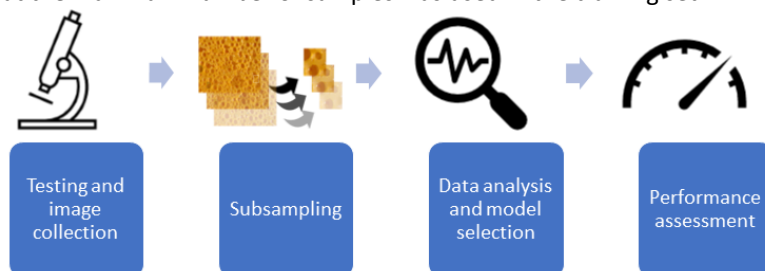 Testing and
image
collection
Subsampling
Data analysis
and model
selection
Performance
assessment